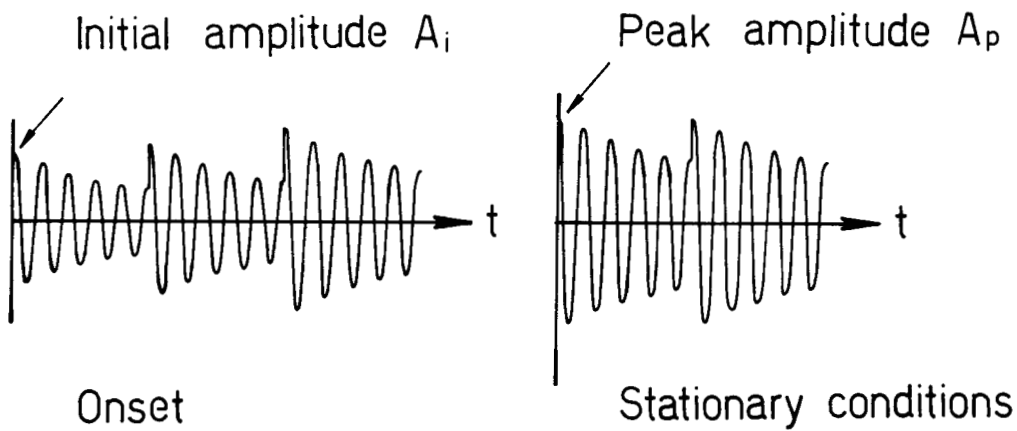 Initial amplitude Ai
Peak amplitude Ap
t
t
Onset
Stationary conditions